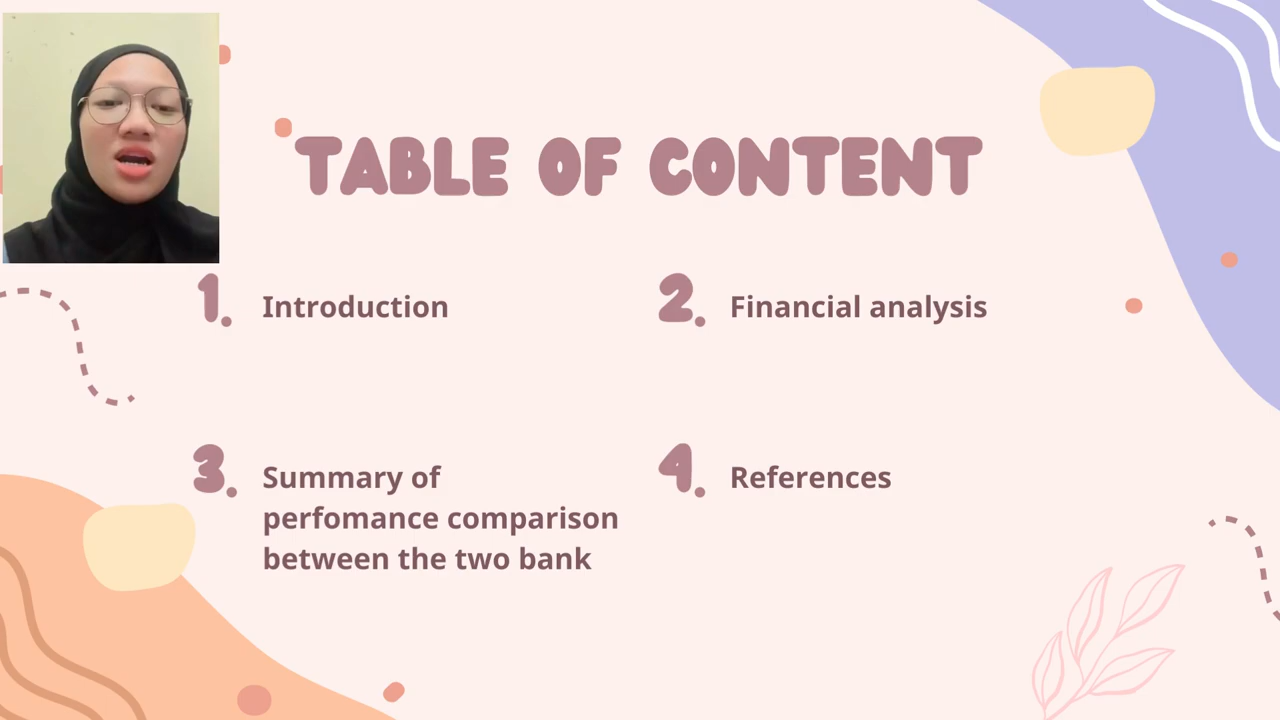 TABLE OF CONTENT
1. Introduction
2. Financial analysis
3. Summary of
perfomance comparison
between the two bank
4. References